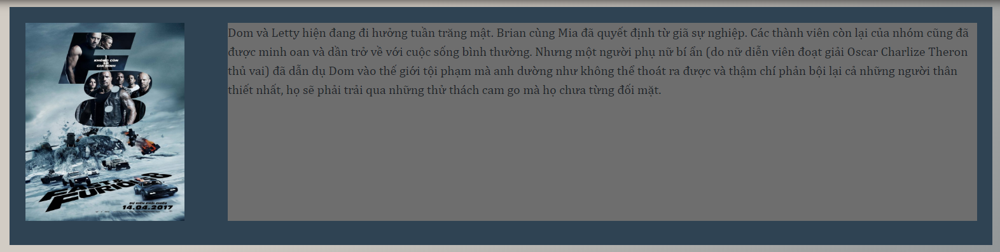 F
KHÔNG CÒN
LÀ
GIA ĐÌNH
8
FAST &
FURIOUS 8
DỰ KIẾN KHỞI CHIẾU
14.04.2017
Dom và Letty hiện đang đi hưởng tuần trăng mật. Brian cùng Mia đã quyết định từ giã sự nghiệp. Các thành viên còn lại của nhóm cũng đã
được minh oan và dần trở về với cuộc sống bình thường. Nhưng một người phụ nữ bí ẩn (do nữ diễn viên đoạt giải Oscar Charlize Theron
thủ vai) đã dẫn dụ Dom vào thế giới tội phạm mà anh dường như không thể thoát ra được và thậm chí phản bội lại cả những người thân
thiết nhất, họ sẽ phải trải qua những thử thách cam go mà họ chưa từng đối mặt.